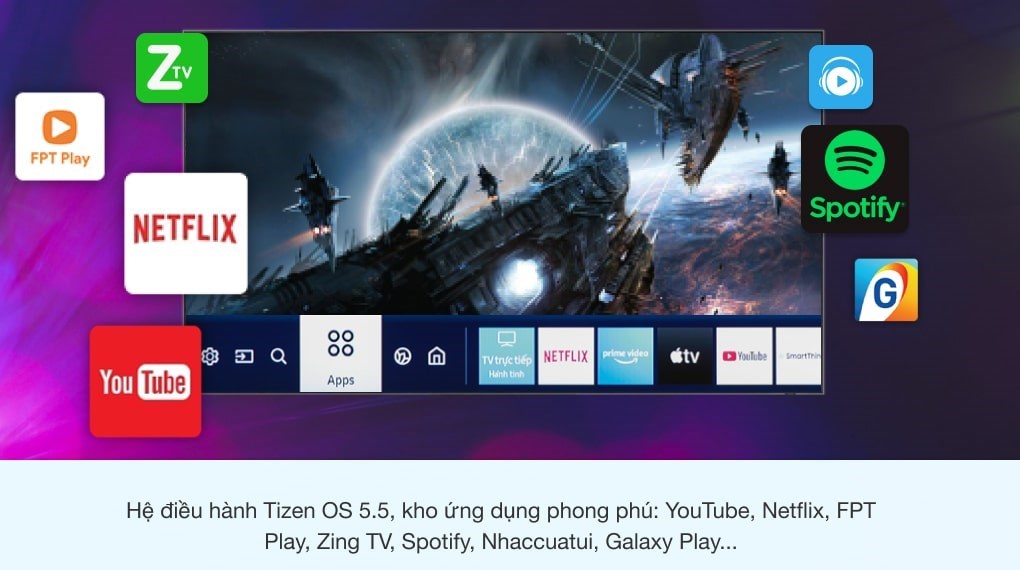 Z TV
FPT Play
NETFLIX
YouTube
Spotify
G
Apps
TV trực tiếp
Hành tinh
NETFLIX
prime video
tv
YouTube
SmartThin
Hệ điều hành Tizen OS 5.5, kho ứng dụng phong phú: YouTube, Netflix, FPT
Play, Zing TV, Spotify, Nhaccuatui, Galaxy Play...